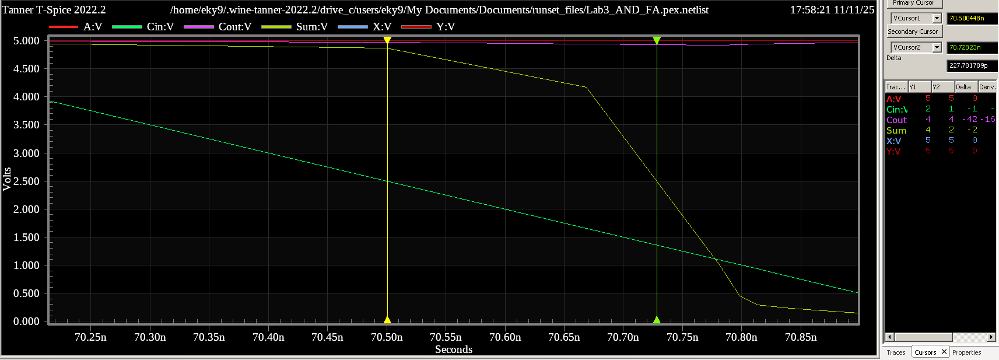 Tanner T-Spice 2022.2 /home/eky9/.wine-tanner-2022.2/drive_c/users/eky9/My Documents/Documents/runset_files/Lab3_AND_FA.pex.netlist 17:58:21 11/11/25
A:V Cin:V Cout:V Sum:V X:V Y:V
5.000
4.500
4.000
3.500
3.000
2.500
2.000
1.500
1.000
0.500
0.000
Volts
70.25n 70.30n 70.35n 70.40n 70.45n 70.50n 70.55n 70.60n 70.65n 70.70n 70.75n 70.80n 70.85n
Seconds
Primary Cursor
VCursor1 70.500448n
Secondary Cursor
VCursor2 70.72823n
Delta
227.781789p
Trac... Y1 Y2 Delta Deriv.
A:V 5 5 0
Cin:V 2 1 -1 -
Cout 4 4 -42 -16
Sum 4 2 -2
X:V 5 5 0
Y:V 5 5 0
Traces Cursors Properties